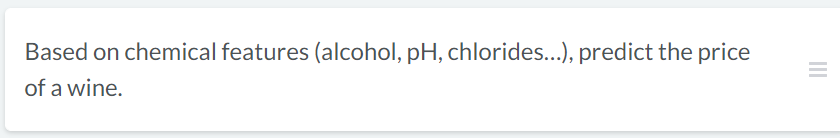 Based on chemical features (alcohol, pH, chlorides...), predict the price
of a wine.